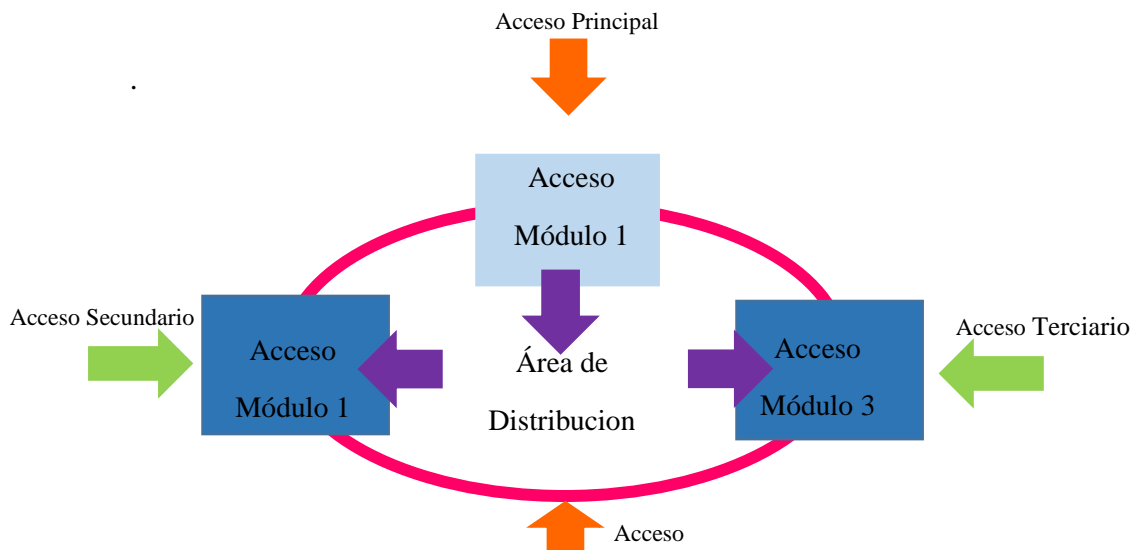 Acceso Principal
.
Acceso
Módulo 1
Acceso Secundario
Acceso
Módulo 1
Área de
Distribucion
Acceso
Módulo 3
Acceso Terciario
Acceso